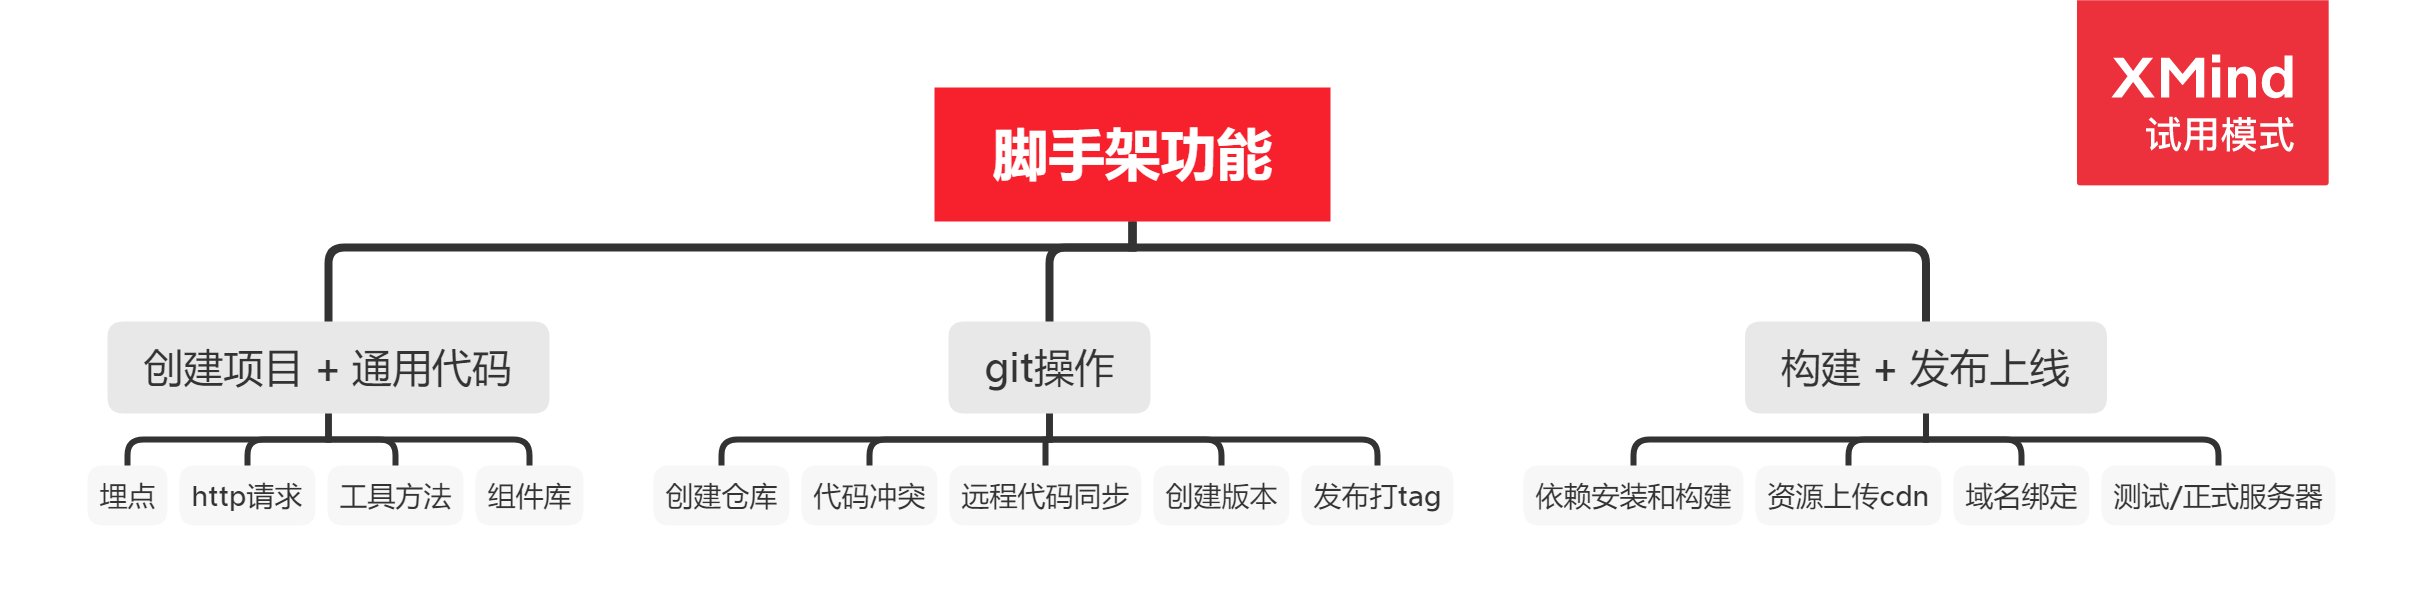 XMind
试用模式
脚手架功能
创建项目 + 通用代码
git操作
构建 + 发布上线
埋点
http请求
工具方法
组件库
创建仓库
代码冲突
远程代码同步
创建版本
发布打tag
依赖安装和构建
资源上传cdn
域名绑定
测试/正式服务器